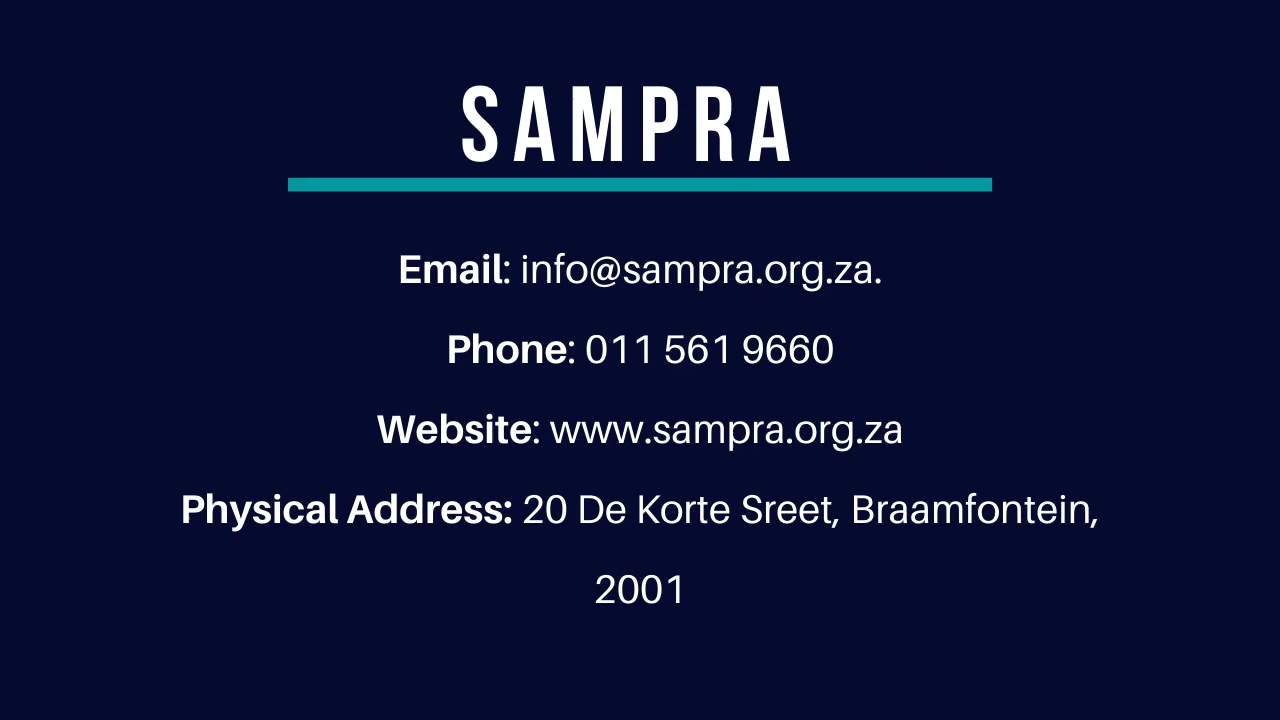 SAMPRA
Email: info@sampra.org.za.
Phone: 011 561 9660
Website: www.sampra.org.za
Physical Address: 20 De Korte Sreet, Braamfontein,
2001